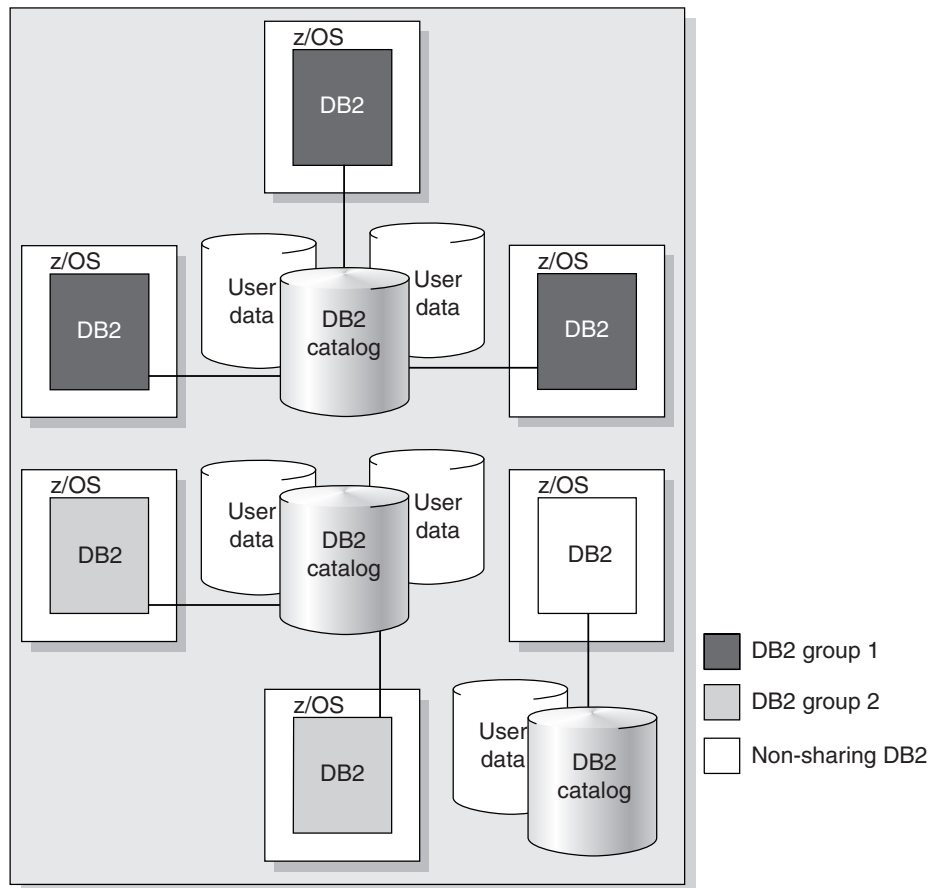 z/OS
DB2
z/OS
DB2
User
data
DB2
catalog
User
data
z/OS
DB2
z/OS
DB2
User
data
DB2
catalog
User
data
z/OS
DB2
z/OS
DB2
User
data
DB2
catalog
DB2 group 1
DB2 group 2
Non-sharing DB2